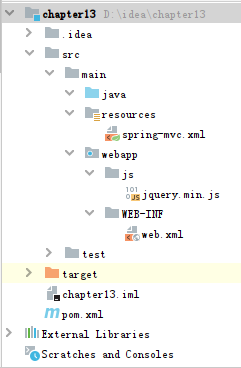 chapter13 D:\idea\chapter13
.idea
src
main
java
resources
spring-mvc.xml
webapp
js
jquery.min.js
WEB-INF
web.xml
test
target
chapter13.iml
pom.xml
External Libraries
Scratches and Consoles